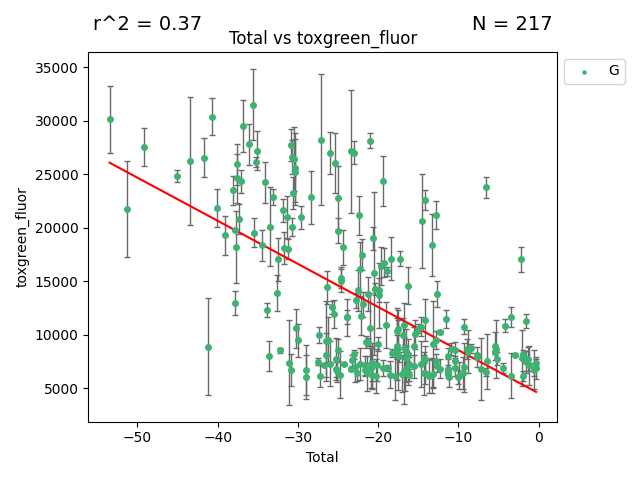 r^2 = 0.37
N = 217
Total vs toxgreen_fluor
G
35000
30000
25000
20000
15000
10000
5000
toxgreen_fluor
−50
−40
−30
−20
−10
0
Total